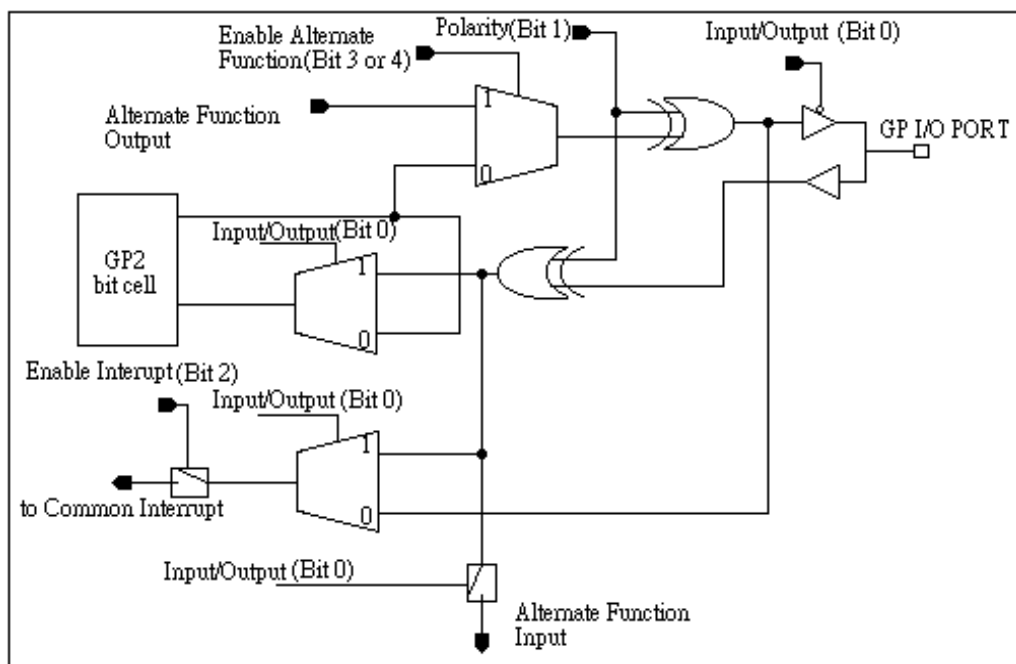 Enable Alternate
Function(Bit 3 or 4)
Polarity(Bit 1)
Input/Output (Bit 0)
Alternate Function
Output
1
0
GP I/O PORT
Input/Output(Bit 0)
GP2
bit cell
1
0
Enable Interupt(Bit 2)
Input/Output (Bit 0)
1
0
to Common Interrupt
Input/Output (Bit 0)
Alternate Function
Input